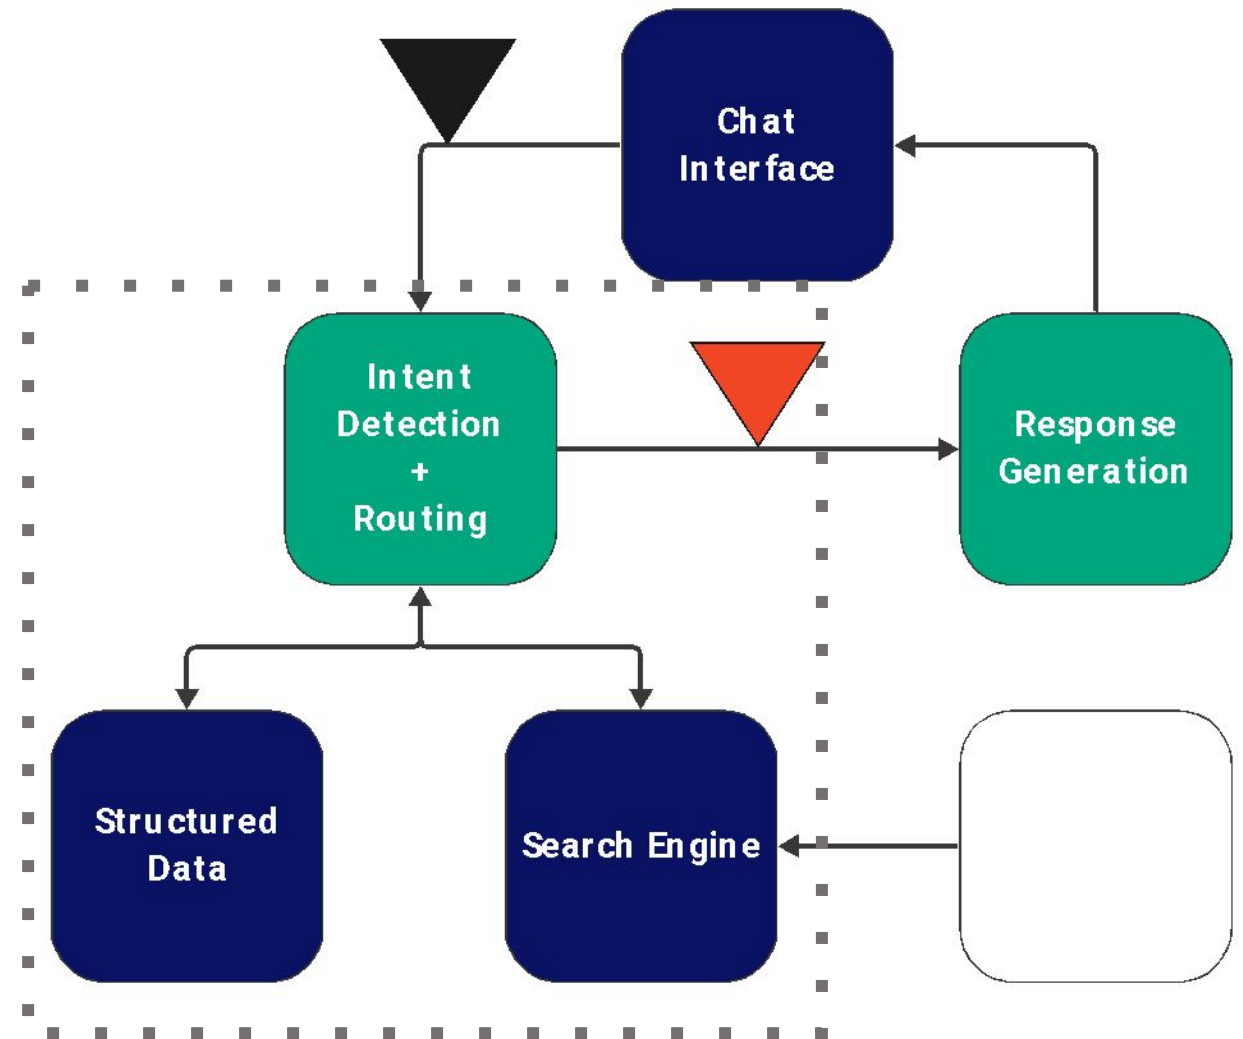 Chat
Interface
Intent
Detection
+
Routing
Response
Generation
Structured
Data
Search Engine